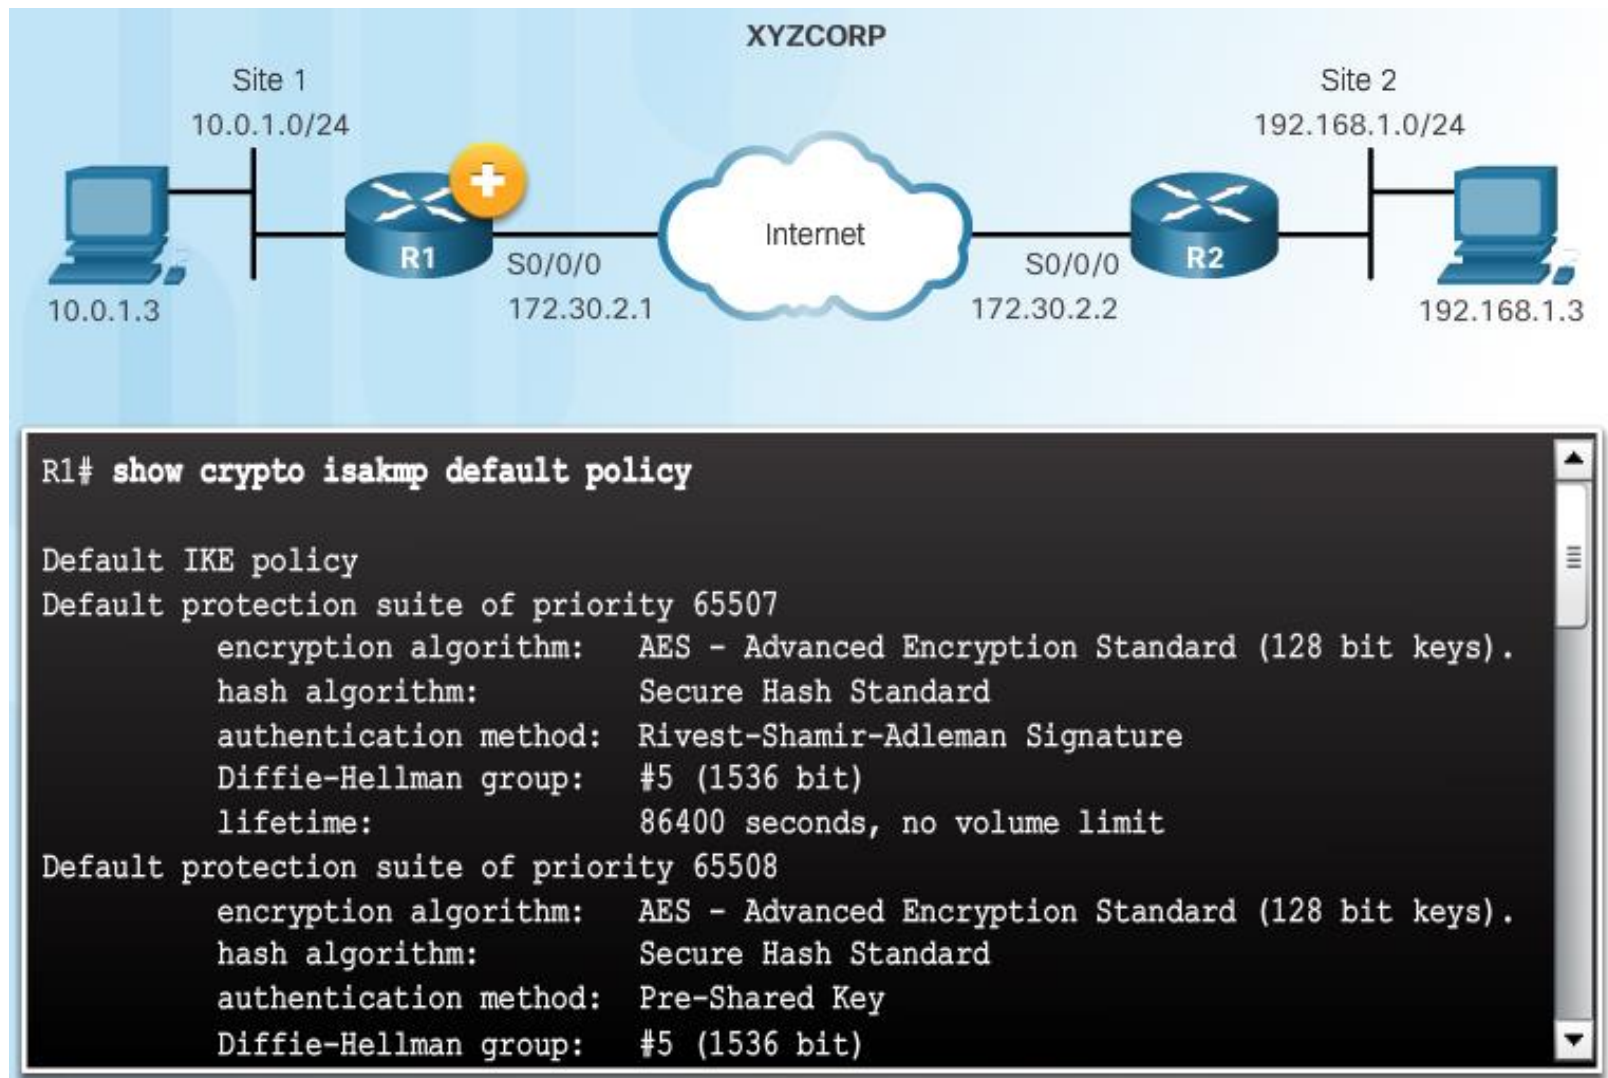 XYZCORP
Site 1
10.0.1.0/24
Site 2
192.168.1.0/24
R1
Internet
R2
S0/0/0
172.30.2.1
S0/0/0
172.30.2.2
10.0.1.3
192.168.1.3
R1# show crypto isakmp default policy
Default IKE policy
Default protection suite of priority 65507
encryption algorithm: AES - Advanced Encryption Standard (128 bit keys).
hash algorithm: Secure Hash Standard
authentication method: Rivest-Shamir-Adleman Signature
Diffie-Hellman group: #5 (1536 bit)
lifetime: 86400 seconds, no volume limit
Default protection suite of priority 65508
encryption algorithm: AES - Advanced Encryption Standard (128 bit keys).
hash algorithm: Secure Hash Standard
authentication method: Pre-Shared Key
Diffie-Hellman group: #5 (1536 bit)